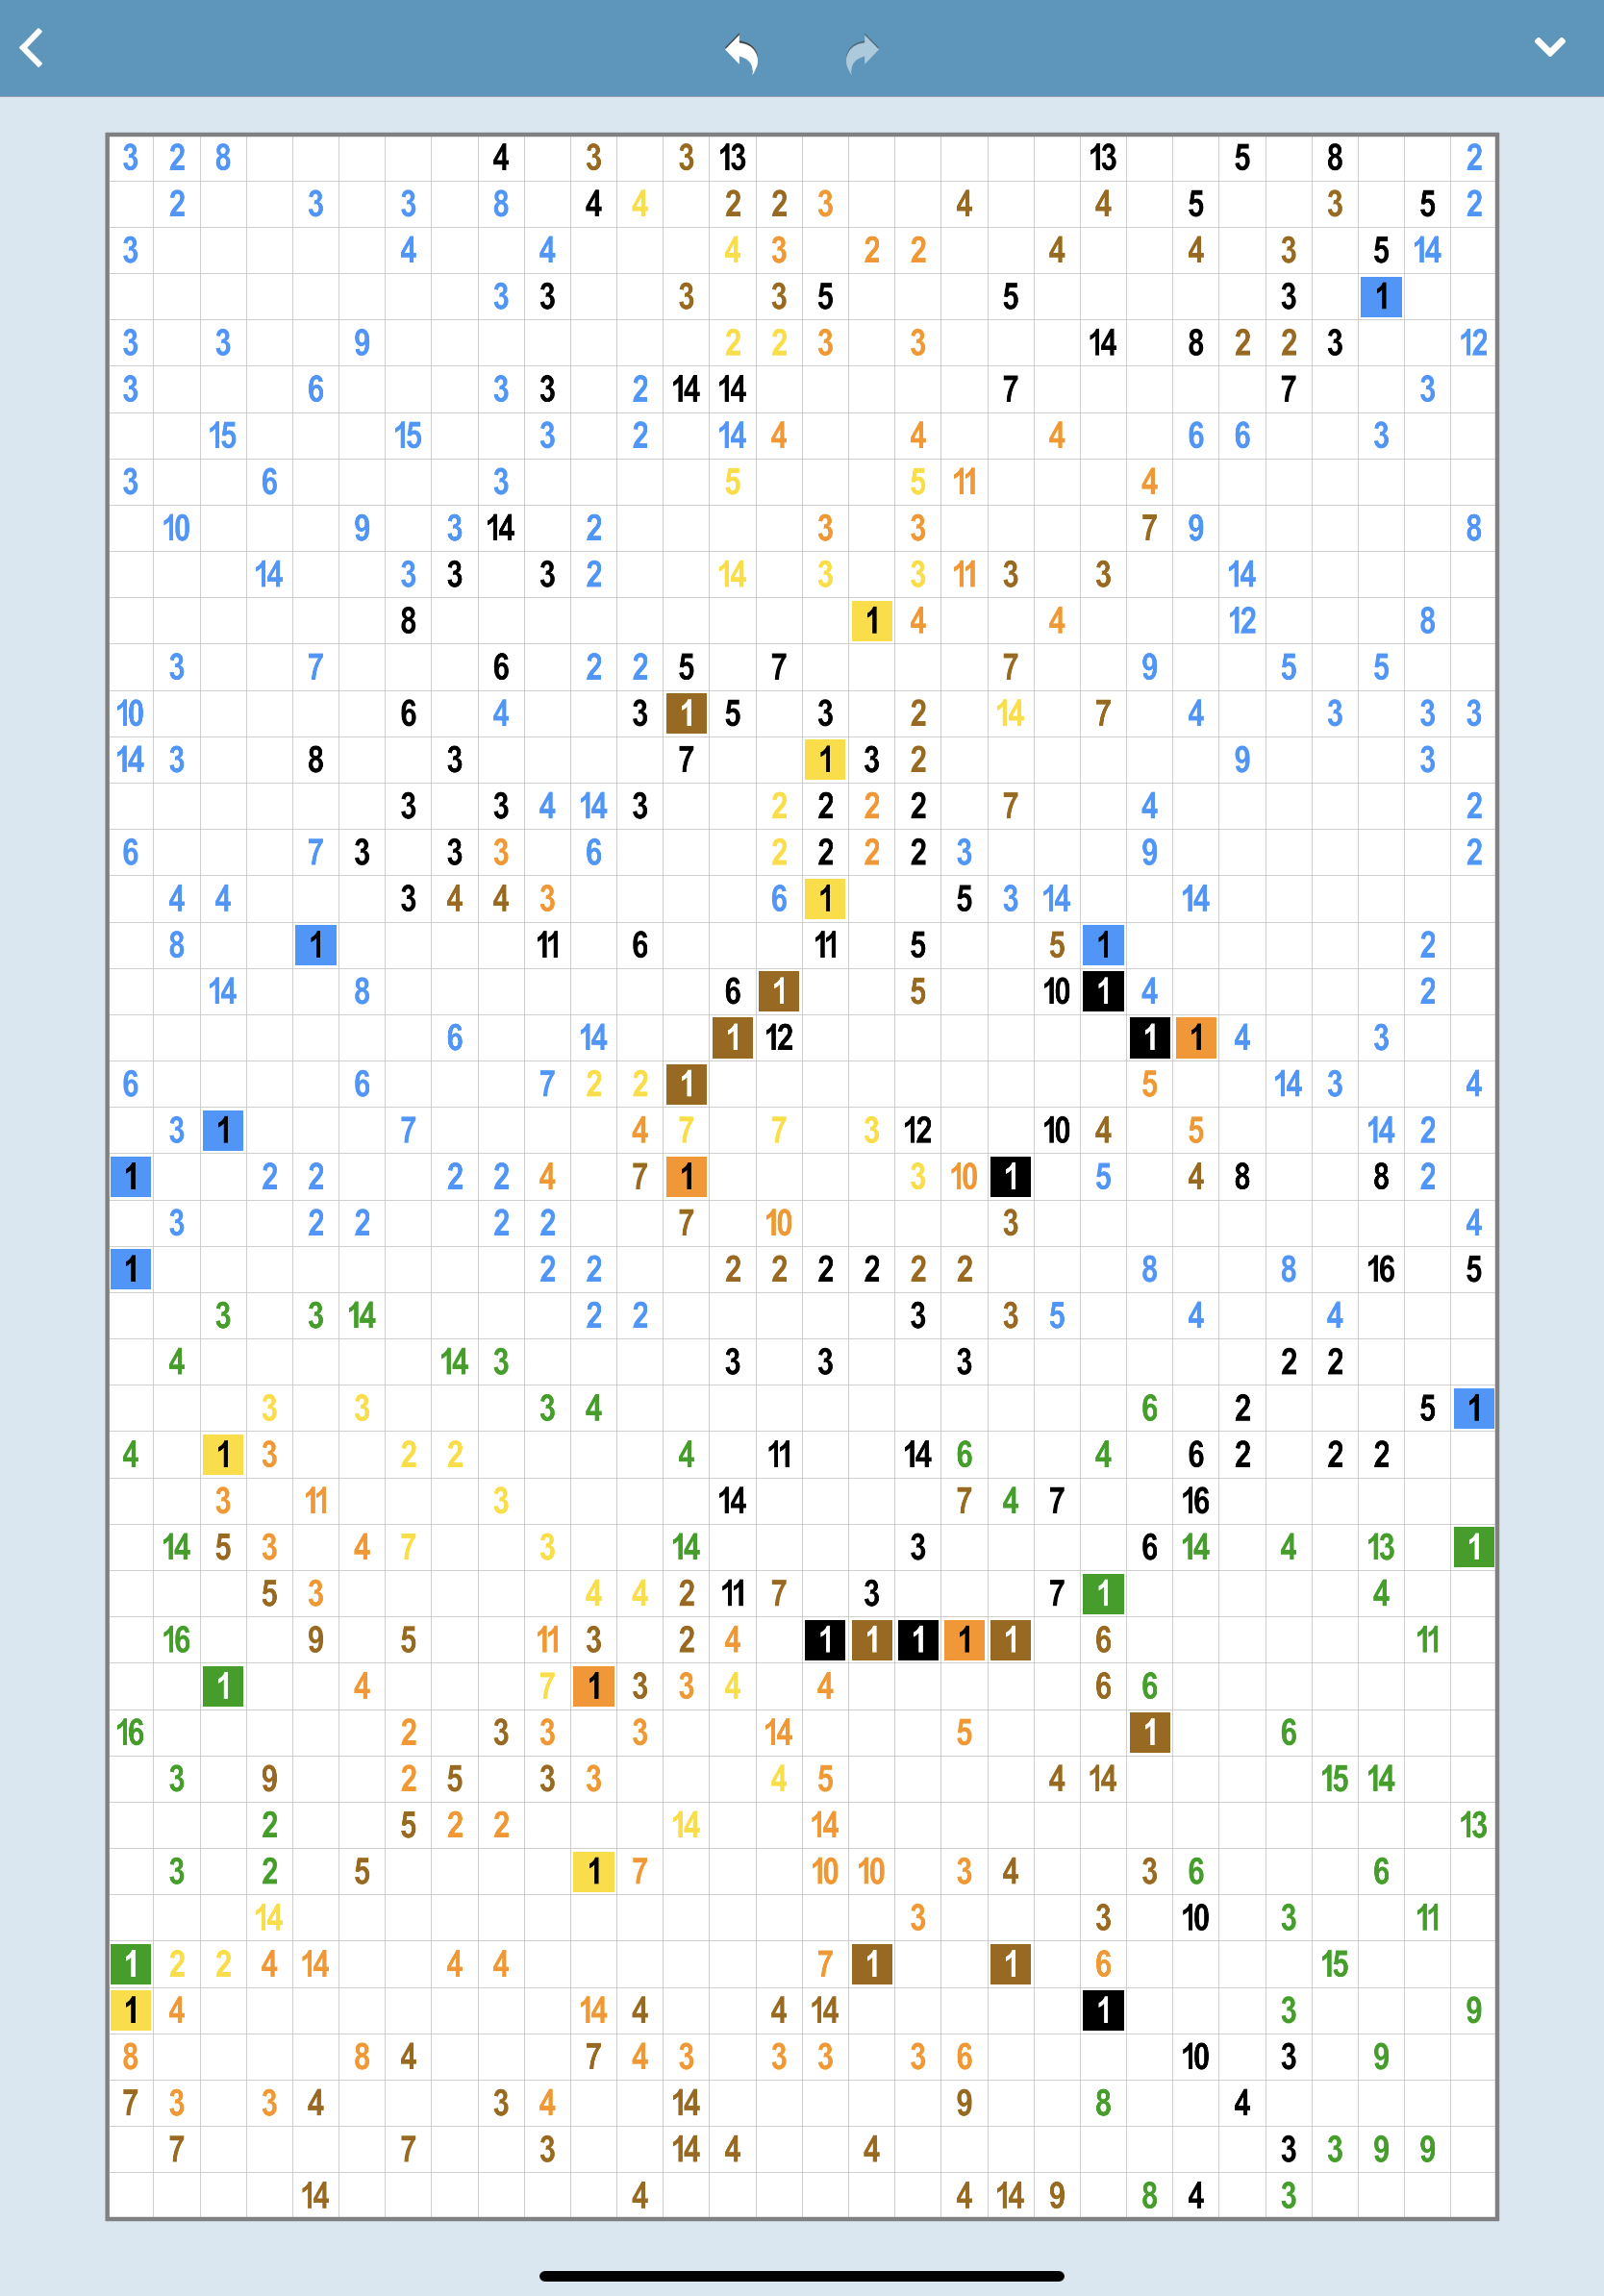 3 2 8 4 3 3 13 13 5 8 2
2 3 3 8 4 4 2 2 3 4 4 5 3 5 2
3 4 4 4 3 2 2 4 4 3 5 14
3 3 3 3 5 5 3 1
3 3 9 2 2 3 3 14 8 2 2 3 12
3 6 3 3 2 14 14 7 7 3
15 15 3 2 14 4 4 4 6 6 3
3 6 3 5 5 11 4
10 9 3 14 2 3 3 7 9 8
14 3 3 3 2 14 3 3 11 3 3 14
8 1 4 4 12 8
3 7 6 2 2 5 7 7 9 5 5
10 6 4 3 1 5 3 2 14 7 4 3 3 3
14 3 8 3 7 1 3 2 9 3
3 3 4 14 3 2 2 2 2 7 4 2
6 7 3 3 3 6 2 2 2 2 3 9 2
4 4 3 4 4 3 6 1 5 3 14 14
8 1 11 6 11 5 5 1 2
14 8 6 1 5 10 1 4 2
6 14 1 12 1 1 4 3
6 6 7 2 2 1 5 14 3 4
3 1 7 4 7 7 3 12 10 4 5 14 2
1 2 2 2 2 4 7 1 3 10 1 5 4 8 8 2
3 2 2 2 2 7 10 3 4
1 2 2 2 2 2 2 2 2 8 8 16 5
3 3 14 2 2 3 3 5 4 4
4 14 3 3 3 3 2 2
3 3 3 4 6 2 5 1
4 1 3 2 2 4 11 14 6 4 6 2 2 2
3 11 3 14 7 4 7 16
14 5 3 4 7 3 14 3 6 14 4 13 1
5 3 4 4 2 11 7 3 7 1 4
16 9 5 11 3 2 4 1 1 1 1 1 6 11
1 4 7 1 3 3 4 4 6 6
16 2 3 3 3 14 5 1 6
3 9 2 5 3 3 4 5 4 14 15 14
2 5 2 2 14 14 13
3 2 5 1 7 10 10 3 4 3 6 6
14 3 3 10 3 11
1 2 2 4 14 4 4 7 1 1 6 15
1 4 14 4 4 14 1 3 9
8 8 4 7 4 3 3 3 3 6 10 3 9
7 3 3 4 3 4 14 9 8 4
7 7 3 14 4 4 3 3 9 9
14 4 4 14 9 8 4 3